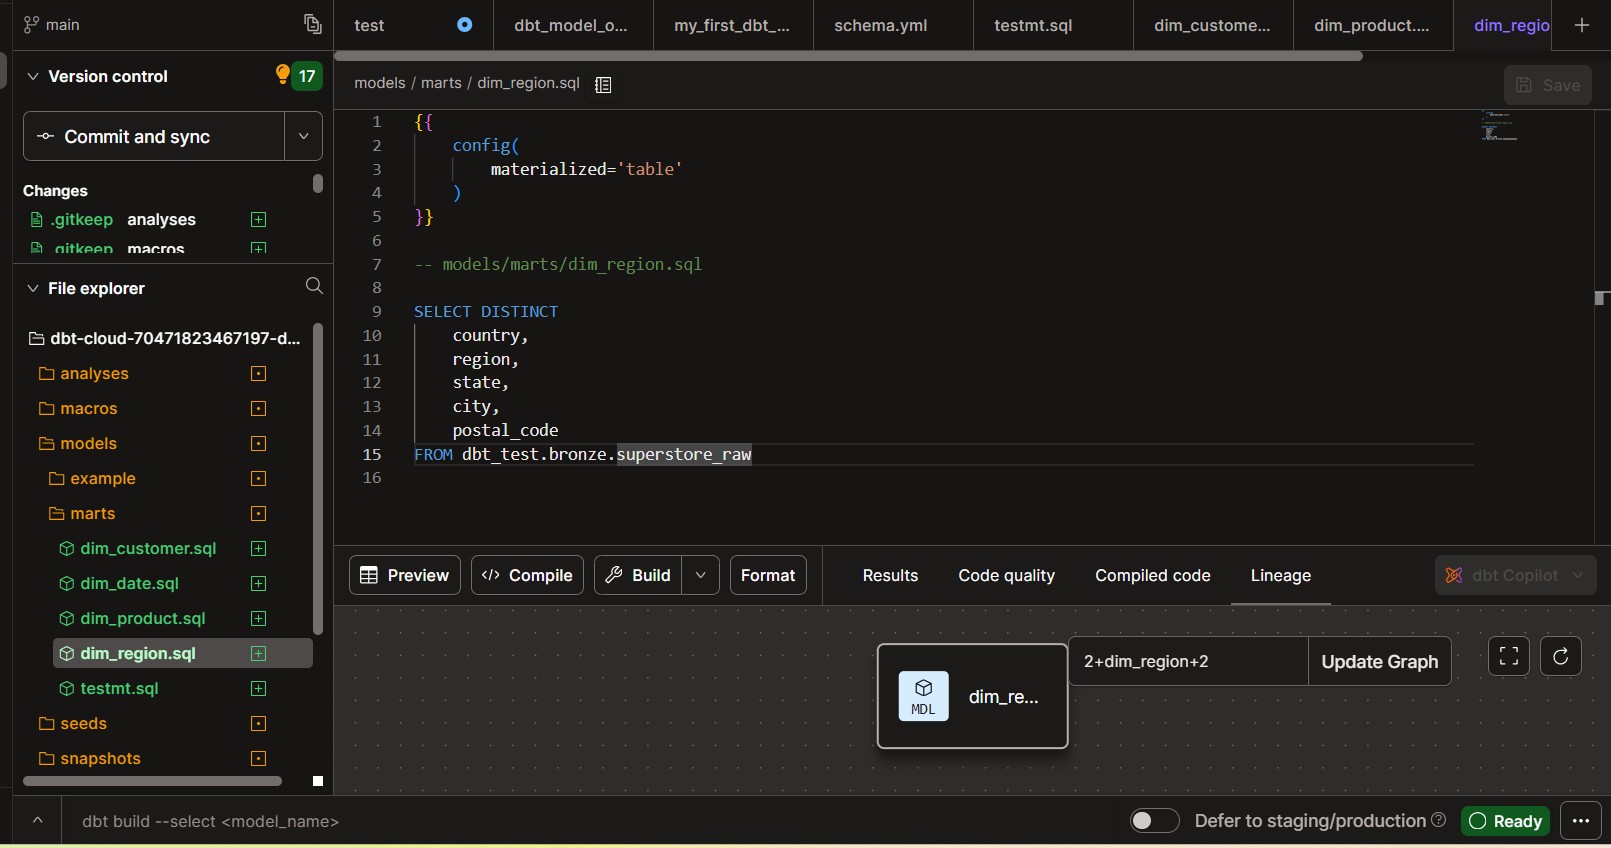 main
test
dbt_model_o...
my_first_dbt_...
schema.yml
testmt.sql
dim_custome...
dim_product....
dim_regio
Version control
17
Commit and sync
Changes
.gitkeep analyses
.gitkeep macros
File explorer
dbt-cloud-70471823467197-d...
analyses
macros
models
example
marts
dim_customer.sql
dim_date.sql
dim_product.sql
dim_region.sql
testmt.sql
seeds
snapshots
models / marts / dim_region.sql
Save
1 {{
2 config(
3 materialized='table'
4 )
5 }}
6
7 -- models/marts/dim_region.sql
8
9 SELECT DISTINCT
10 country,
11 region,
12 state,
13 city,
14 postal_code
15 FROM dbt_test.bronze.superstore_raw
16
Preview
</> Compile
Build
Format
Results
Code quality
Compiled code
Lineage
dbt Copilot
MDL
dim_re...
2+dim_region+2
Update Graph
dbt build --select <model_name>
Defer to staging/production
Ready